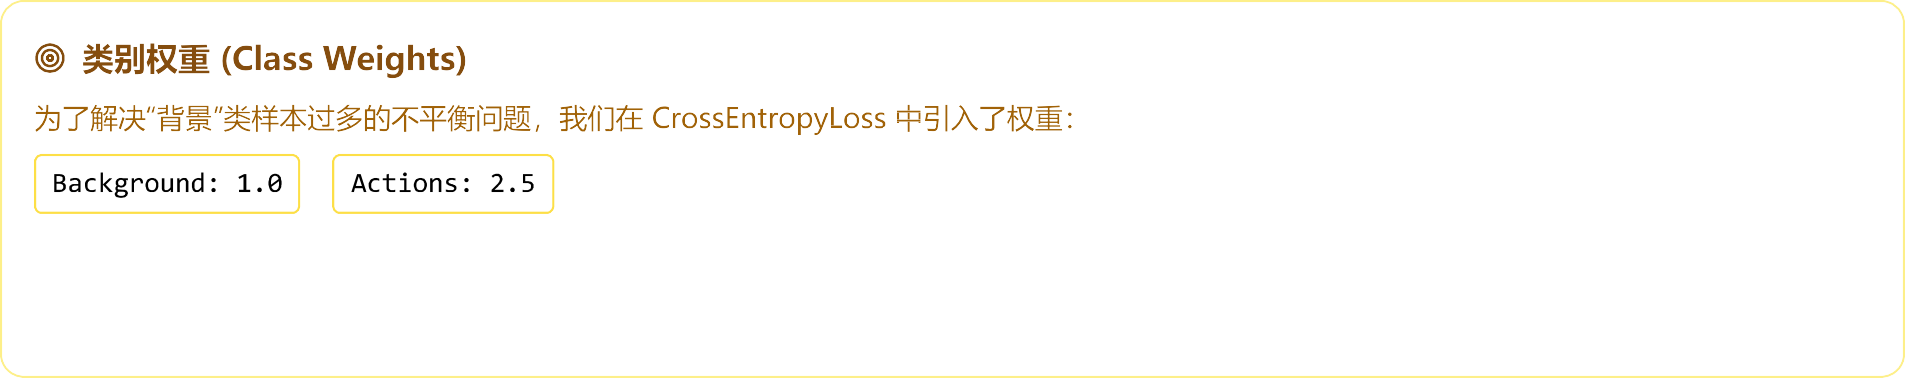 类别权重 (Class Weights)
为了解决“背景”类样本过多的不平衡问题，我们在 CrossEntropyLoss 中引入了权重：
Background: 1.0
Actions: 2.5